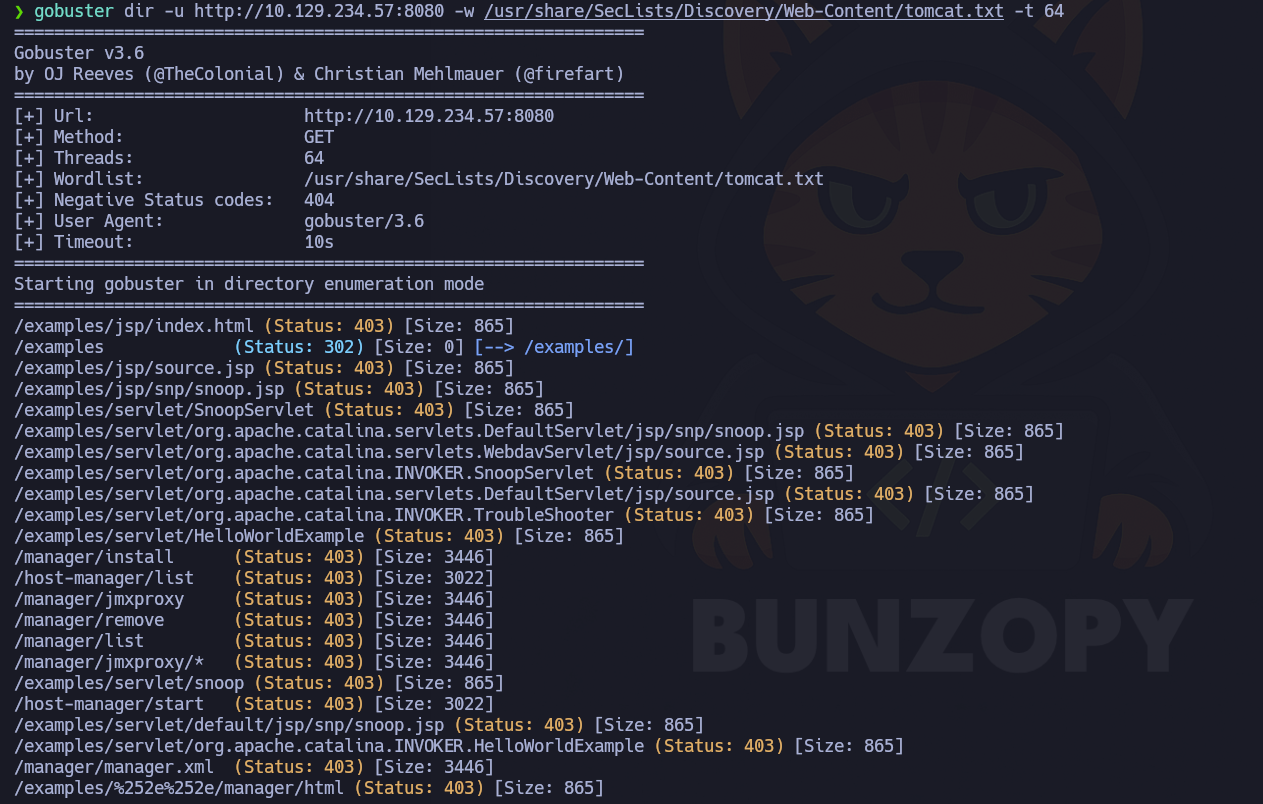 ❯ gobuster dir -u http://10.129.234.57:8080 -w /usr/share/SecLists/Discovery/Web-Content/tomcat.txt -t 64
===============================================================
Gobuster v3.6
by OJ Reeves (@TheColonial) & Christian Mehlmauer (@firefart)
===============================================================
[+] Url:                     http://10.129.234.57:8080
[+] Method:                  GET
[+] Threads:                 64
[+] Wordlist:                /usr/share/SecLists/Discovery/Web-Content/tomcat.txt
[+] Negative Status codes:   404
[+] User Agent:              gobuster/3.6
[+] Timeout:                 10s
===============================================================
Starting gobuster in directory enumeration mode
===============================================================
/examples/jsp/index.html (Status: 403) [Size: 865]
/examples             (Status: 302) [Size: 0] [--> /examples/]
/examples/jsp/source.jsp (Status: 403) [Size: 865]
/examples/jsp/snp/snoop.jsp (Status: 403) [Size: 865]
/examples/servlet/SnoopServlet (Status: 403) [Size: 865]
/examples/servlet/org.apache.catalina.servlets.DefaultServlet/jsp/snp/snoop.jsp (Status: 403) [Size: 865]
/examples/servlet/org.apache.catalina.servlets.WebdavServlet/jsp/source.jsp (Status: 403) [Size: 865]
/examples/servlet/org.apache.catalina.INVOKER.SnoopServlet (Status: 403) [Size: 865]
/examples/servlet/org.apache.catalina.servlets.DefaultServlet/jsp/source.jsp (Status: 403) [Size: 865]
/examples/servlet/org.apache.catalina.INVOKER.TroubleShooter (Status: 403) [Size: 865]
/examples/servlet/HelloWorldExample (Status: 403) [Size: 865]
/manager/install      (Status: 403) [Size: 3446]
/host-manager/list    (Status: 403) [Size: 3022]
/manager/jmxproxy     (Status: 403) [Size: 3446]
/manager/remove       (Status: 403) [Size: 3446]
/manager/list         (Status: 403) [Size: 3446]
/manager/jmxproxy/*   (Status: 403) [Size: 3446]
/examples/servlet/snoop (Status: 403) [Size: 865]
/host-manager/start   (Status: 403) [Size: 3022]
/examples/servlet/default/jsp/snp/snoop.jsp (Status: 403) [Size: 865]
/examples/servlet/org.apache.catalina.INVOKER.HelloWorldExample (Status: 403) [Size: 865]
/manager/manager.xml  (Status: 403) [Size: 3446]
/examples/%252e%252e/manager/html (Status: 403) [Size: 865]
</>
BUNZOPY